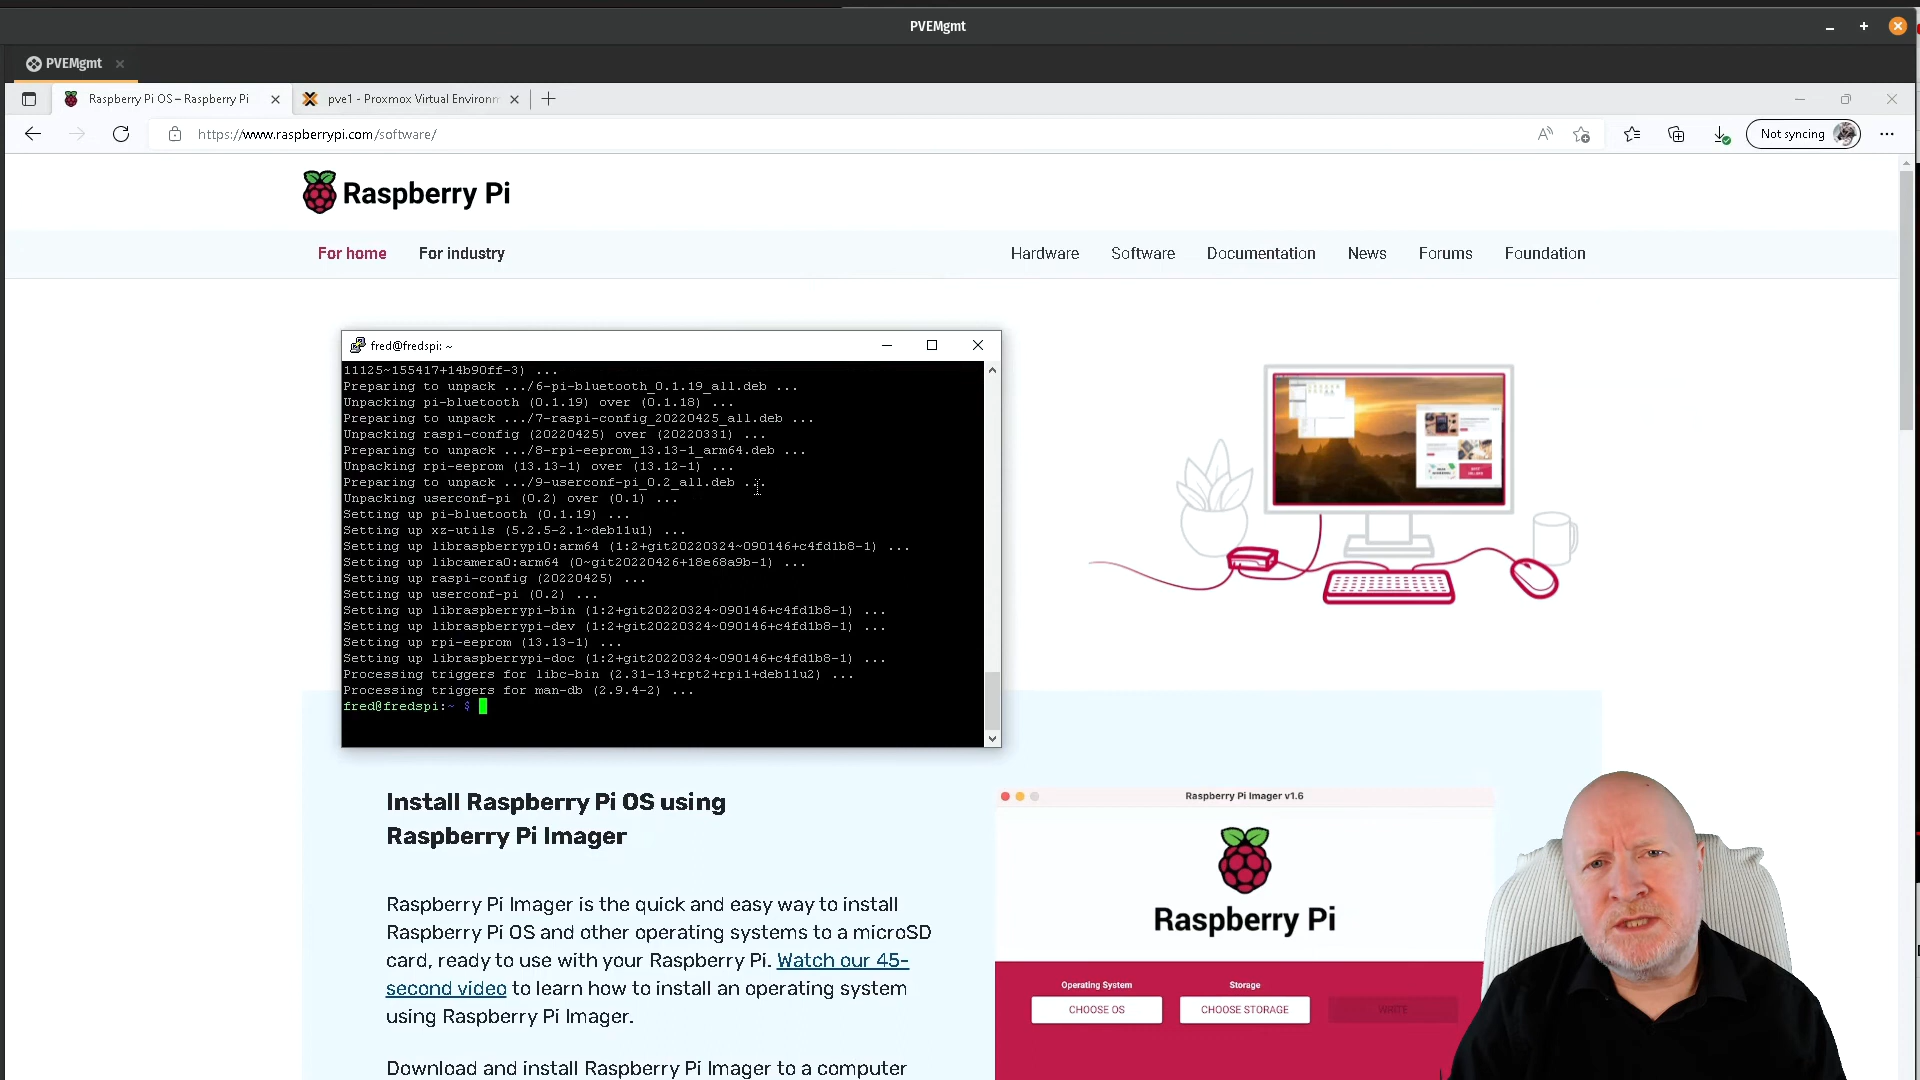 PVEMgmt
PVEMgmt
Raspberry Pi OS – Raspberry Pi
pve1 - Proxmox Virtual Environm
https://www.raspberrypi.com/software/
Not syncing
Raspberry Pi
For home
For industry
Hardware
Software
Documentation
News
Forums
Foundation
fred@fredspi: ~
11125~155417+14b90ff-3) ...
Preparing to unpack .../6-pi-bluetooth_0.1.19_all.deb ...
Unpacking pi-bluetooth (0.1.19) over (0.1.18) ...
Preparing to unpack .../7-raspi-config_20220425_all.deb ...
Unpacking raspi-config (20220425) over (20220331) ...
Preparing to unpack .../8-rpi-eeprom_13.13-1_arm64.deb ...
Unpacking rpi-eeprom (13.13-1) over (13.12-1) ...
Preparing to unpack .../9-userconf-pi_0.2_all.deb ...
Unpacking userconf-pi (0.2) over (0.1) ...
Setting up pi-bluetooth (0.1.19) ...
Setting up xz-utils (5.2.5-2.1~deb11u1) ...
Setting up libraspberrypi0:arm64 (1:2+git20220324~090146+c4fd1b8-1) ...
Setting up libcamera0:arm64 (0~git20220426+18e68a9b-1) ...
Setting up raspi-config (20220425) ...
Setting up userconf-pi (0.2) ...
Setting up libraspberrypi-bin (1:2+git20220324~090146+c4fd1b8-1) ...
Setting up libraspberrypi-dev (1:2+git20220324~090146+c4fd1b8-1) ...
Setting up rpi-eeprom (13.13-1) ...
Setting up libraspberrypi-doc (1:2+git20220324~090146+c4fd1b8-1) ...
Processing triggers for libc-bin (2.31-13+rpt2+rpi1+deb11u2) ...
Processing triggers for man-db (2.9.4-2) ...
fred@fredspi:~ $
Install Raspberry Pi OS using
Raspberry Pi Imager
Raspberry Pi Imager is the quick and easy way to install
Raspberry Pi OS and other operating systems to a microSD
card, ready to use with your Raspberry Pi. Watch our 45-
second video to learn how to install an operating system
using Raspberry Pi Imager.
Download and install Raspberry Pi Imager to a computer
Raspberry Pi Imager v1.6
Raspberry Pi
Operating System
Storage
CHOOSE OS
CHOOSE STORAGE
WRITE